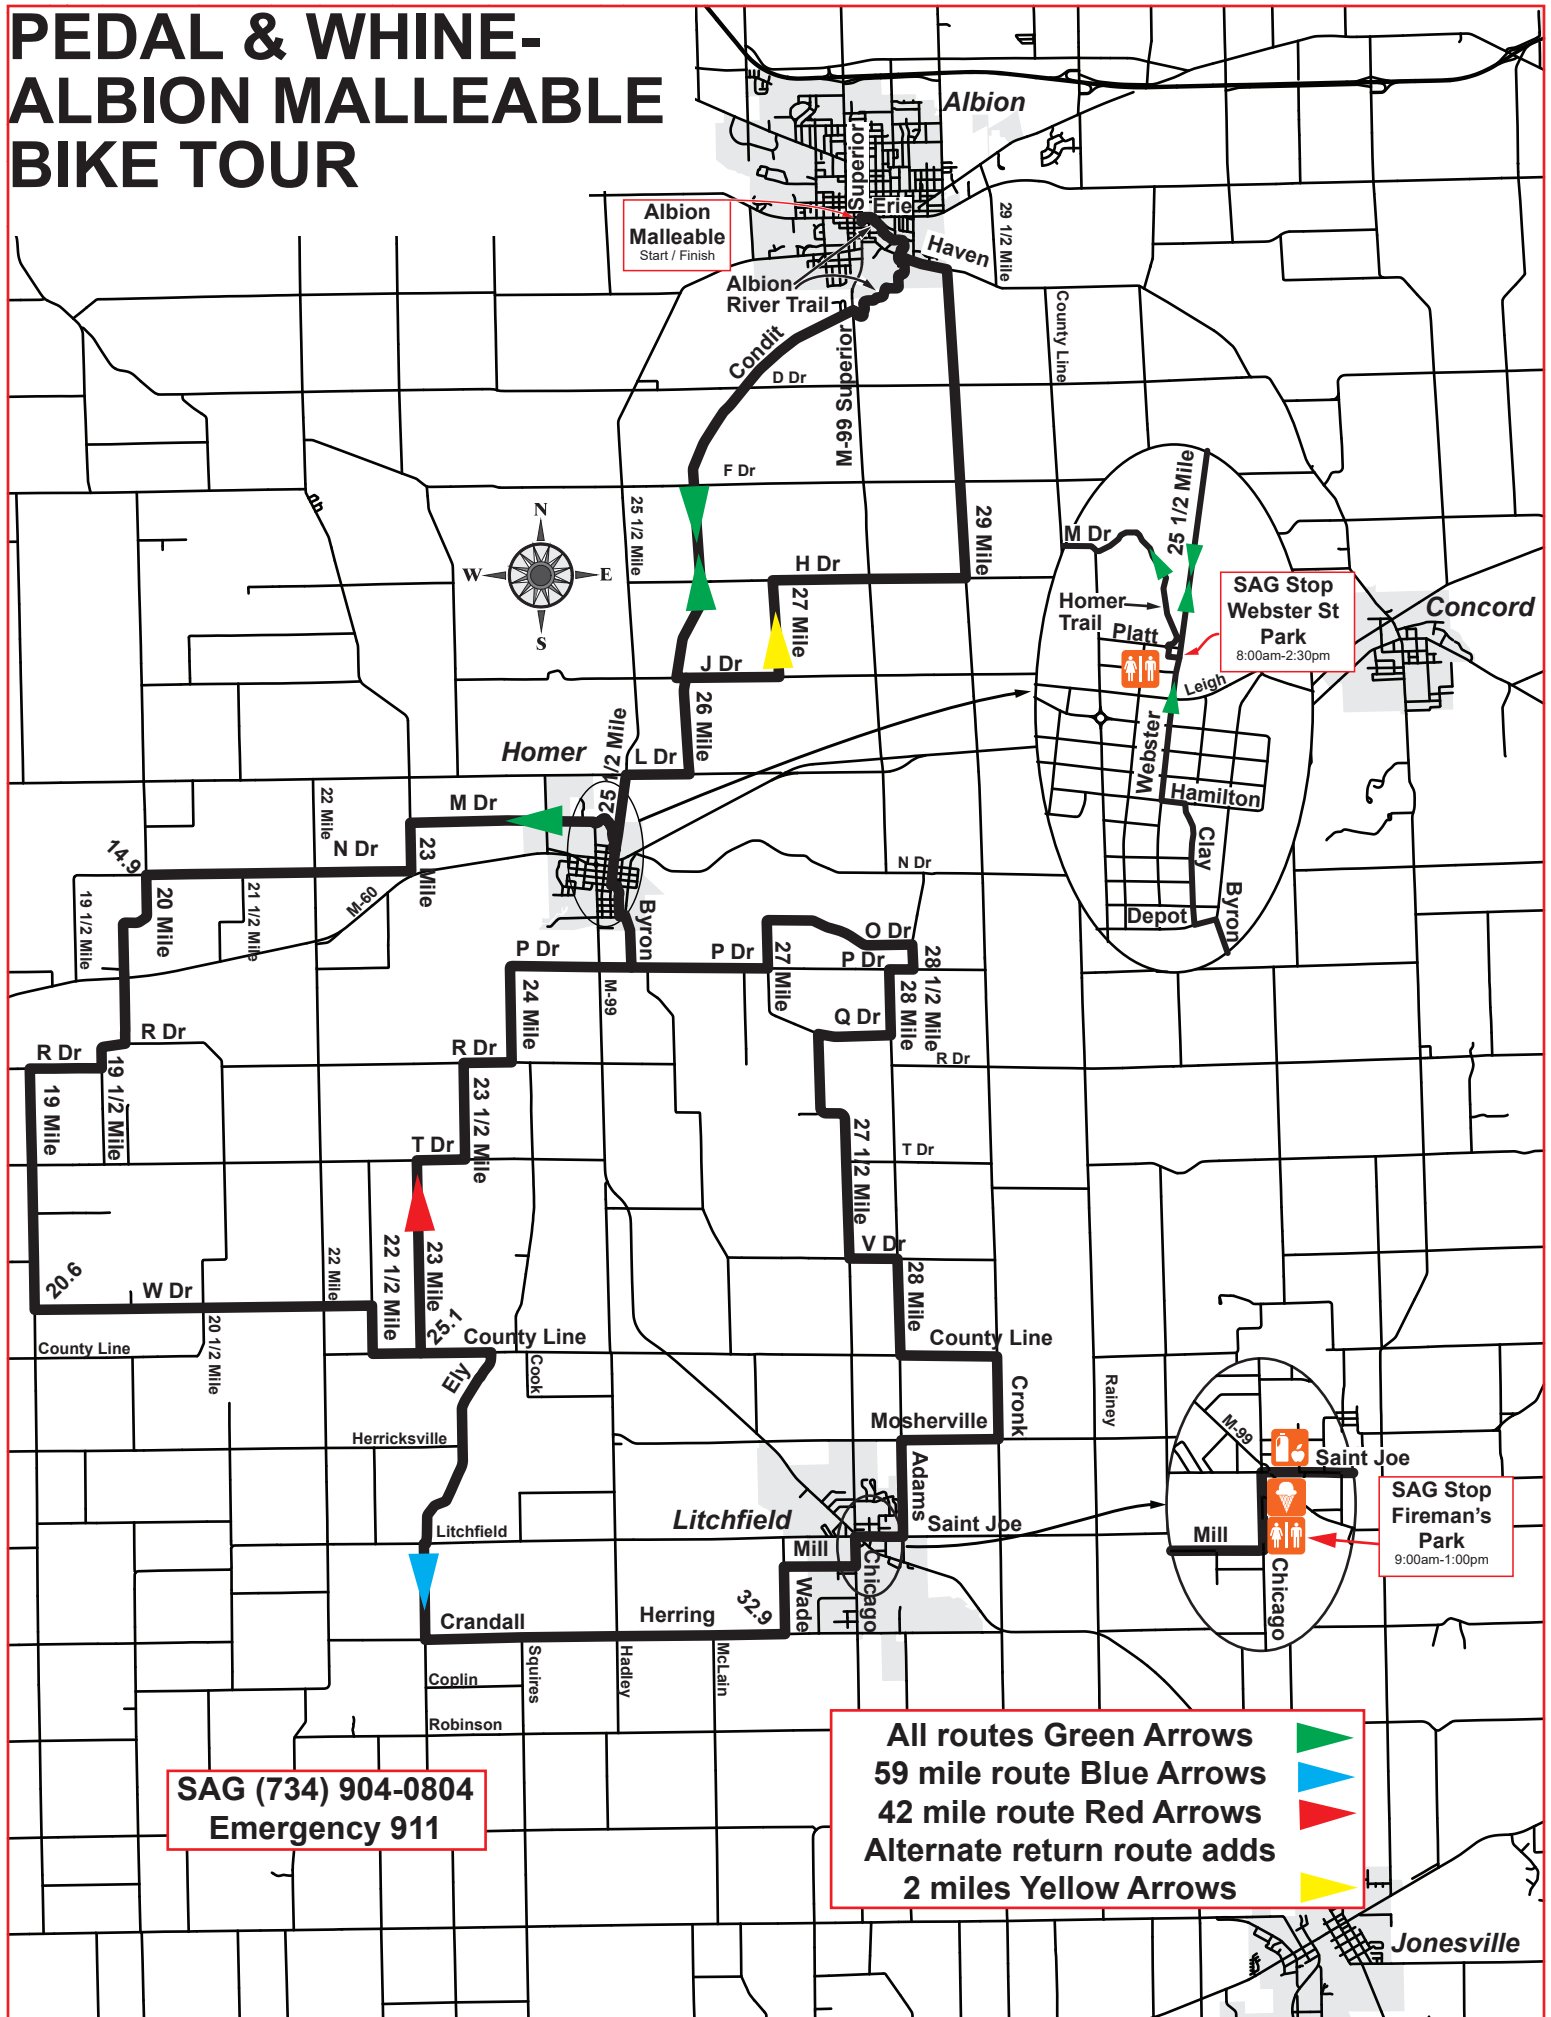 PEDAL & WHINE-
ALBION MALLEABLE
BIKE TOUR
Albion
Superior
Erie
Albion
Malleable
Start / Finish
Haven
29 1/2 Mile
Albion
River Trail
County Line
Condit
D Dr
M-99 Superior
F Dr
25 1/2 Mile
29 Mile
N
W
E
S
H Dr
27 Mile
J Dr
26 Mile
25 1/2 Mile
M Dr
Homer
Trail
Platt
Leigh
Webster
Hamilton
Clay
Depot
Byron
SAG Stop
Webster St
Park
8:00am-2:30pm
Concord
Homer
25 1/2 Mile
L Dr
M Dr
22 Mile
N Dr
23 Mile
14.9
M-60
19 1/2 Mile
20 Mile
21 1/2 Mile
N Dr
Byron
O Dr
P Dr
P Dr
P Dr
27 Mile
28 1/2 Mile
28 Mile
24 Mile
M-99
Q Dr
R Dr
R Dr
R Dr
R Dr
19 1/2 Mile
19 Mile
23 1/2 Mile
T Dr
27 1/2 Mile
T Dr
V Dr
22 1/2 Mile
23 Mile
22 Mile
28 Mile
20.6
W Dr
25.1
20 1/2 Mile
County Line
County Line
County Line
Ely
Cook
Cronk
Rainey
Mosherville
Herricksville
Adams
M-99
Saint Joe
Mill
Chicago
SAG Stop
Fireman's
Park
9:00am-1:00pm
Litchfield
Litchfield
Saint Joe
Mill
Chicago
Wade
32.9
Crandall
Herring
Squires
Hadley
McLain
Coplin
Robinson
All routes Green Arrows
59 mile route Blue Arrows
42 mile route Red Arrows
Alternate return route adds
2 miles Yellow Arrows
SAG (734) 904-0804
Emergency 911
Jonesville